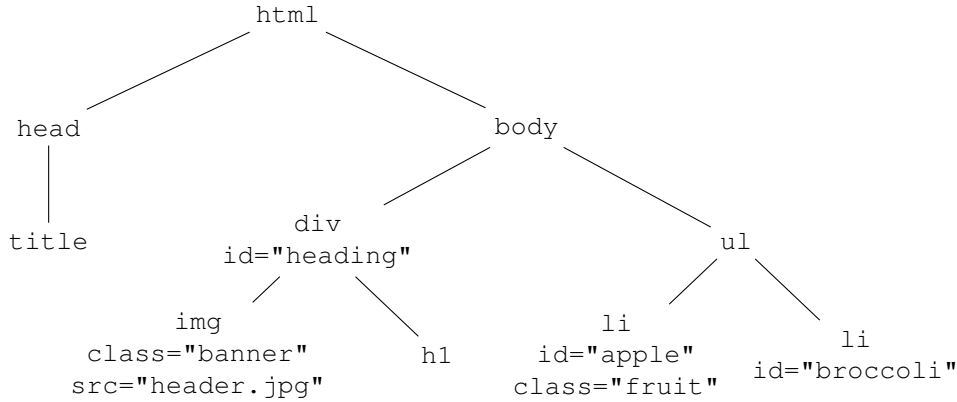 html
head
body
title
div
id="heading"
ul
img
class="banner"
src="header.jpg"
h1
li
id="apple"
class="fruit"
li
id="broccoli"